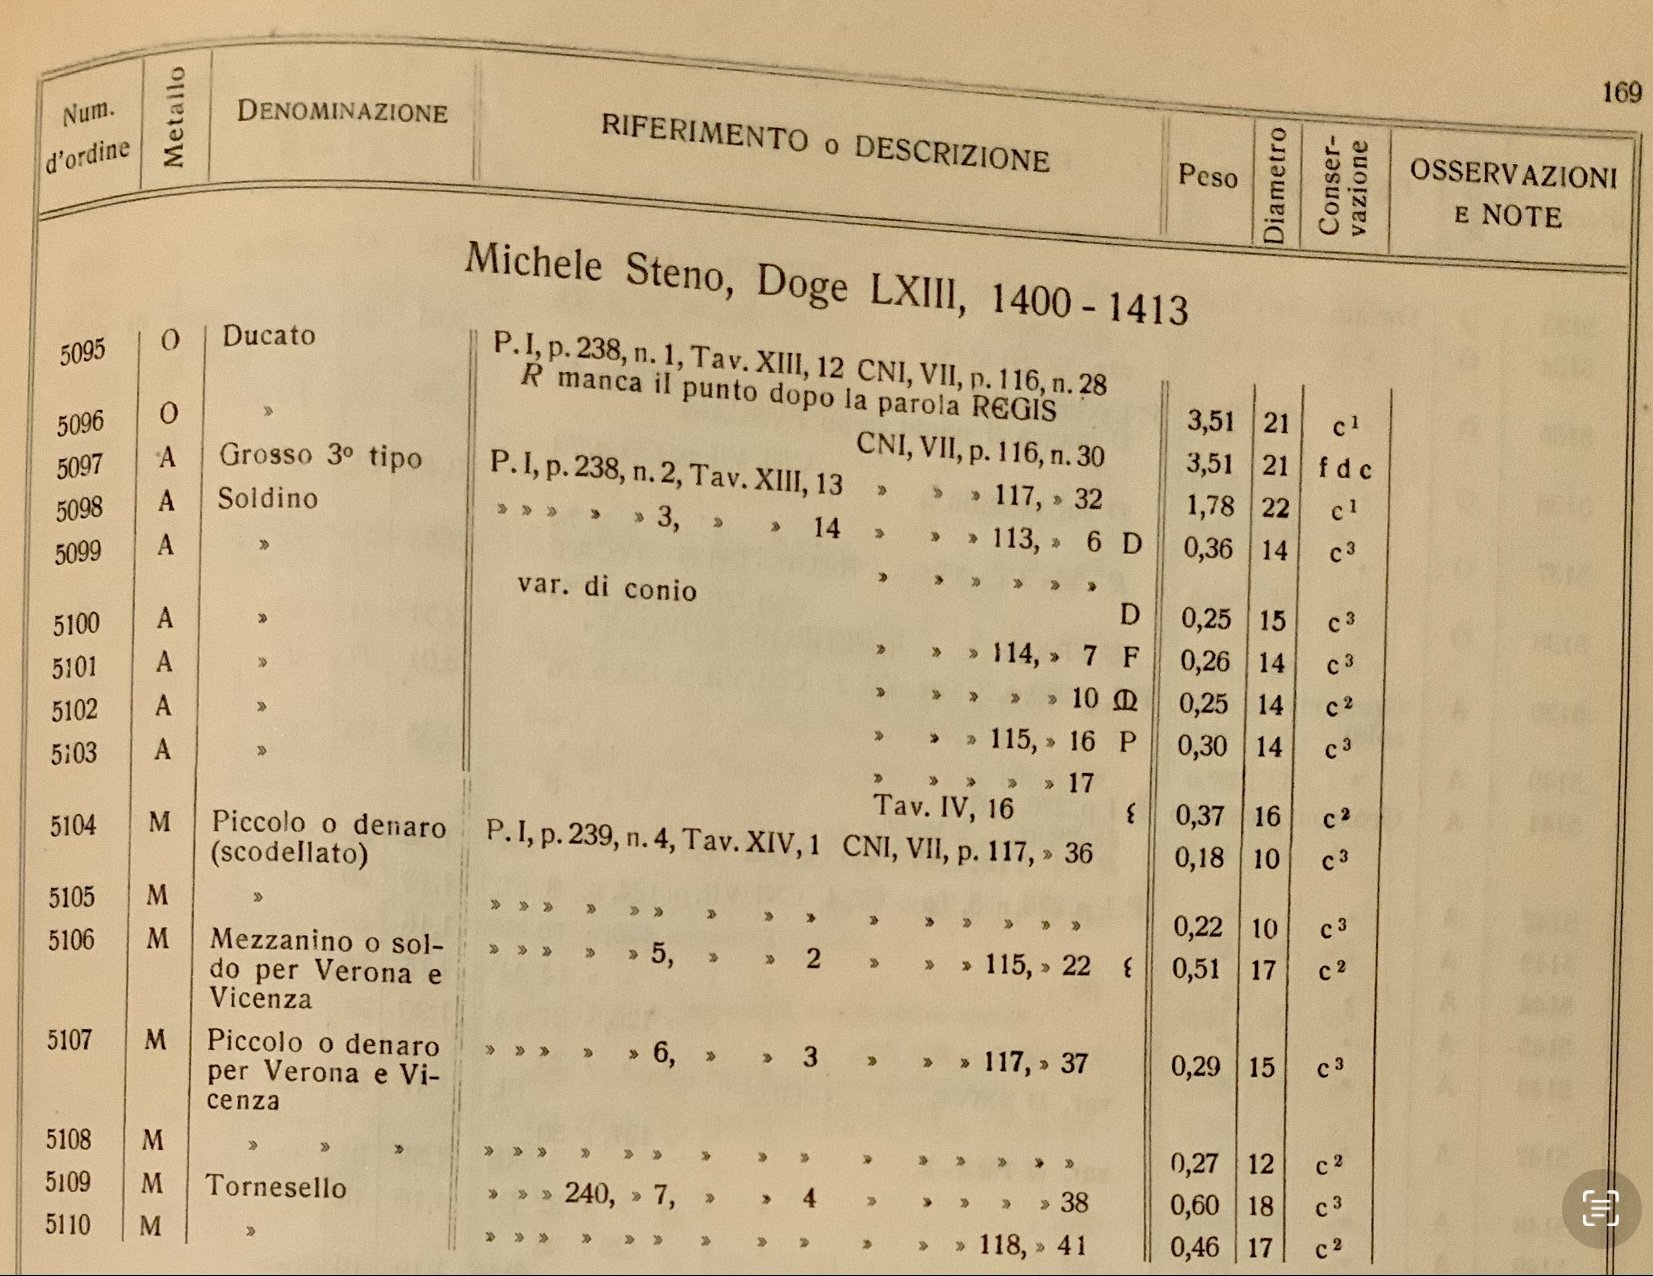 169
Num. d'ordine Metallo DENOMINAZIONE RIFERIMENTO o DESCRIZIONE Peso Diametro Conser-vazione OSSERVAZIONI E NOTE
Michele Steno, Doge LXIII, 1400 - 1413
5095 O Ducato P. I, p. 238, n. 1, Tav. XIII, 12 CNI, VII, p. 116, n. 28
R manca il punto dopo la parola RЄGIS 3,51 21 c¹
5096 O » CNI, VII, p. 116, n. 30 3,51 21 f d c
5097 A Grosso 3º tipo P. I, p. 238, n. 2, Tav. XIII, 13 » » » 117, » 32 1,78 22 c¹
5098 A Soldino » » » » » 3, » » 14 » » » 113, » 6 D 0,36 14 c³
5099 A » » » » » » »
var. di conio D 0,25 15 c³
5100 A » » » » 114, » 7 F 0,26 14 c³
5101 A » » » » » » 10 ᗰ 0,25 14 c²
5102 A » » » » 115, » 16 P 0,30 14 c³
5103 A » » » » » » 17
Tav. IV, 16 ٤ 0,37 16 c²
5104 M Piccolo o denaro P. I, p. 239, n. 4, Tav. XIV, 1 CNI, VII, p. 117, » 36 0,18 10 c³
(scodellato)
5105 M » » » » » » » » » » » » » » » » 0,22 10 c³
5106 M Mezzanino o sol- » » » » » 5, » » 2 » » » 115, » 22 ٤ 0,51 17 c²
do per Verona e
Vicenza
5107 M Piccolo o denaro » » » » » 6, » » 3 » » » 117, » 37 0,29 15 c³
per Verona e Vi-
cenza
5108 M » » » » » » » » » » » » » » » » » » 0,27 12 c²
5109 M Tornesello » » » 240, » 7, » » 4 » » » » » 38 0,60 18 c³
5110 M » » » » » » » » » » » » » 118, » 41 0,46 17 c²